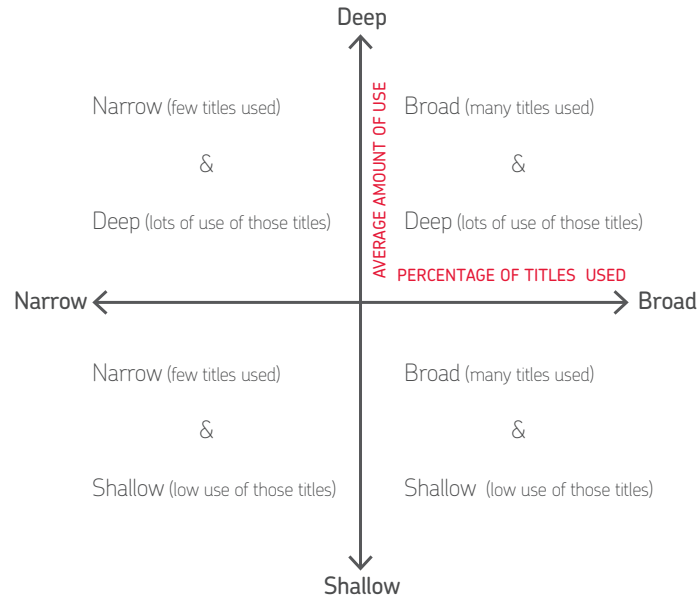 Deep
Narrow (few titles used)
&
Deep (lots of use of those titles)
AVERAGE AMOUNT OF USE
Broad (many titles used)
&
Deep (lots of use of those titles)
PERCENTAGE OF TITLES USED
Narrow
Broad
Narrow (few titles used)
&
Shallow (low use of those titles)
Broad (many titles used)
&
Shallow (low use of those titles)
Shallow